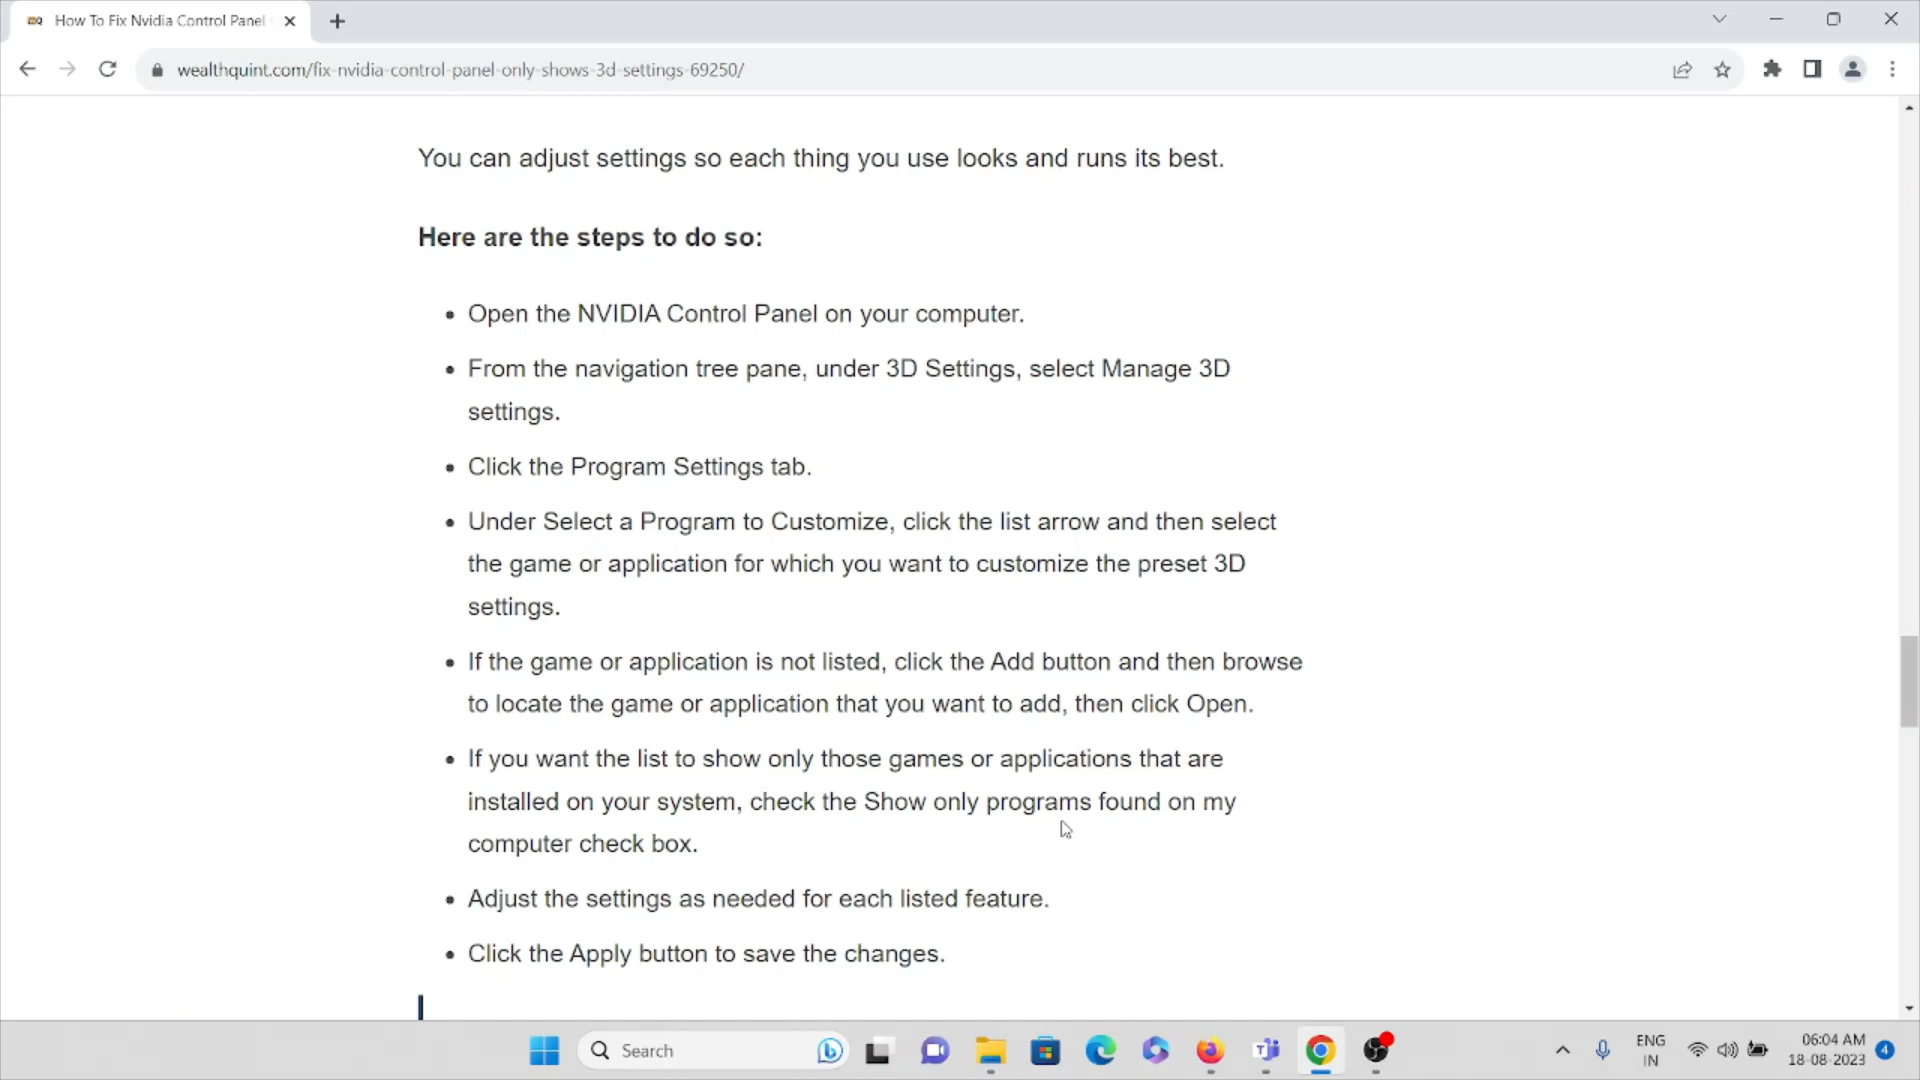 How To Fix Nvidia Control Panel
wealthquint.com/fix-nvidia-control-panel-only-shows-3d-settings-69250/
You can adjust settings so each thing you use looks and runs its best.
Here are the steps to do so:
• Open the NVIDIA Control Panel on your computer.
• From the navigation tree pane, under 3D Settings, select Manage 3D
settings.
• Click the Program Settings tab.
• Under Select a Program to Customize, click the list arrow and then select
the game or application for which you want to customize the preset 3D
settings.
• If the game or application is not listed, click the Add button and then browse
to locate the game or application that you want to add, then click Open.
• If you want the list to show only those games or applications that are
installed on your system, check the Show only programs found on my
computer check box.
• Adjust the settings as needed for each listed feature.
• Click the Apply button to save the changes.
Search
ENG
IN
06:04 AM
18-08-2023
4